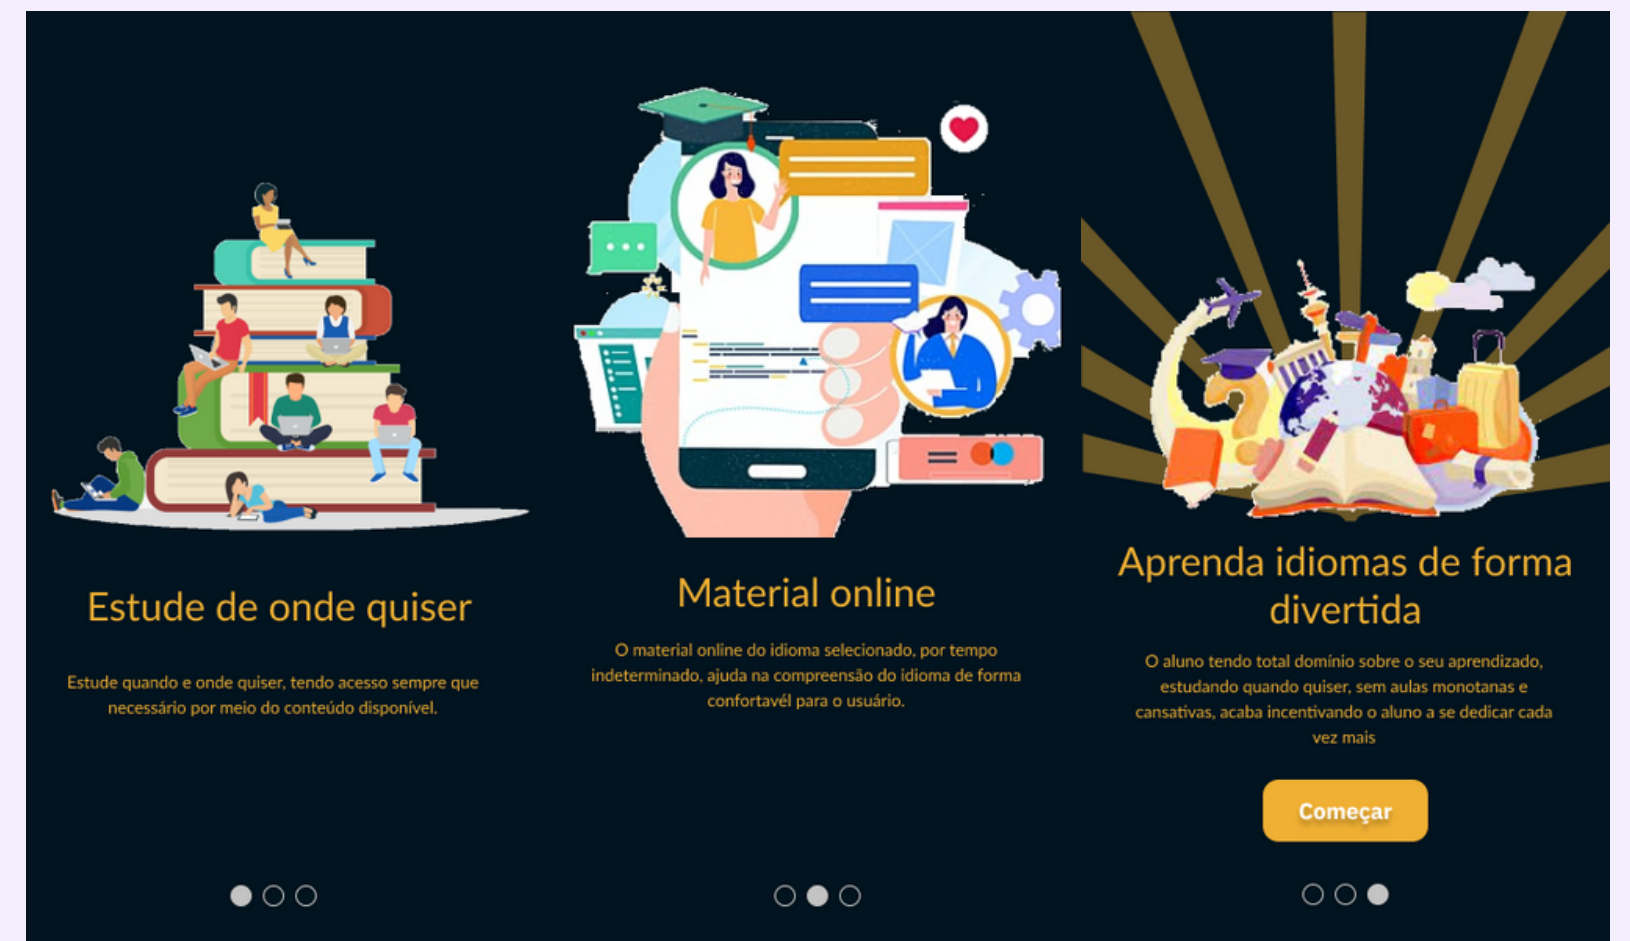 Estude de onde quiser
Estude quando e onde quiser, tendo acesso sempre que
necessário por meio do conteúdo disponível.
Material online
O material online do idioma selecionado, por tempo
indeterminado, ajuda na compreensão do idioma de forma
confortavél para o usuário.
Aprenda idiomas de forma
divertida
O aluno tendo total domínio sobre o seu aprendizado,
estudando quando quiser, sem aulas monotanas e
cansativas, acaba incentivando o aluno a se dedicar cada
vez mais
Começar